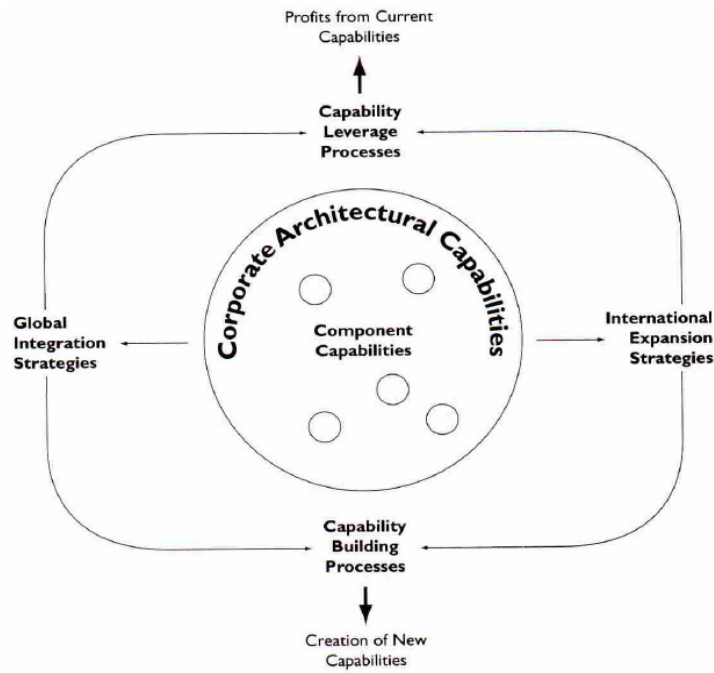 Profits from Current
Capabilities
Capability
Leverage
Processes
Corporate Architectural Capabilities
Global
Integration
Strategies
Component
Capabilities
International
Expansion
Strategies
Capability
Building
Processes
Creation of New
Capabilities